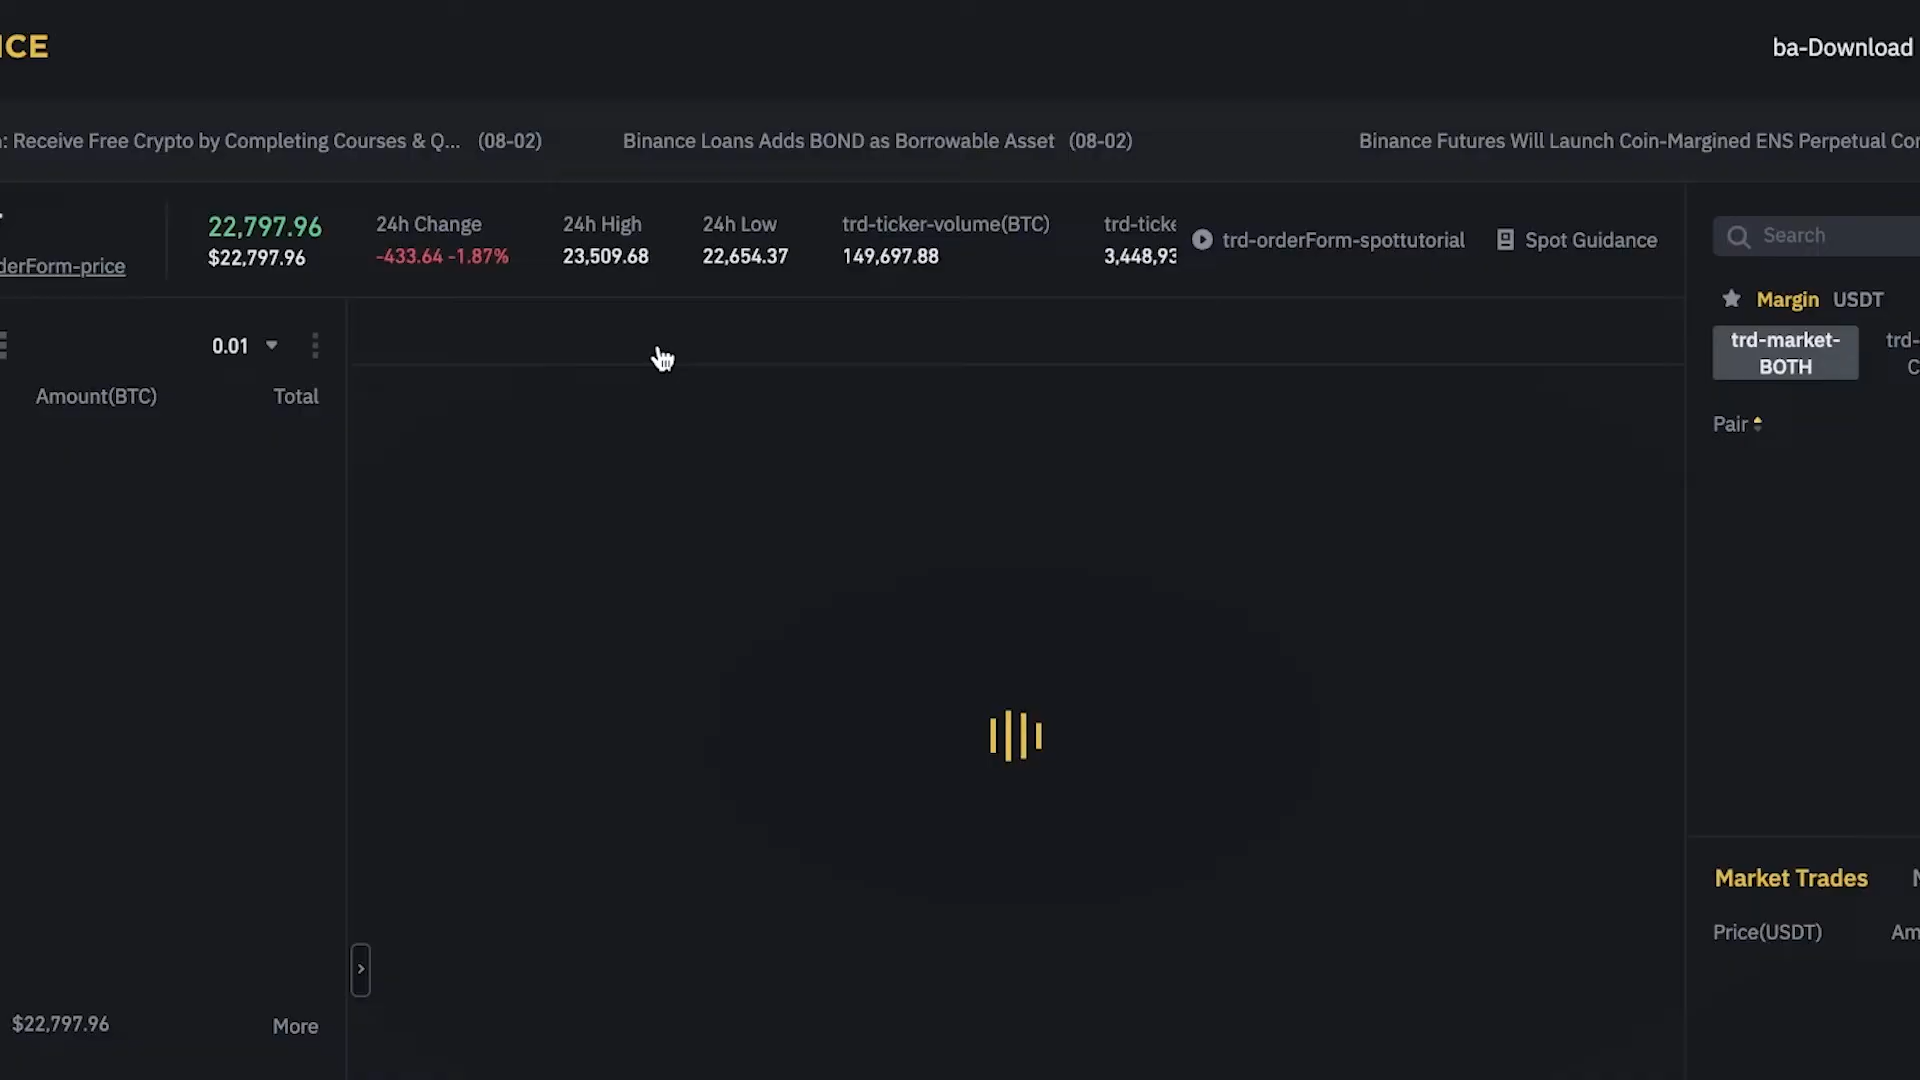 NCE
ba-Download
: Receive Free Crypto by Completing Courses & Q... (08-02)
Binance Loans Adds BOND as Borrowable Asset (08-02)
Binance Futures Will Launch Coin-Margined ENS Perpetual Con
22,797.96
$22,797.96
derForm-price
24h Change
-433.64 -1.87%
24h High
23,509.68
24h Low
22,654.37
trd-ticker-volume(BTC)
149,697.88
trd-ticke
3,448,93
trd-orderForm-spottutorial
Spot Guidance
Search
Margin USDT
trd-market-BOTH
trd-
C
Pair
0.01
Amount(BTC)
Total
Market Trades
Price(USDT)
Am
$22,797.96
More